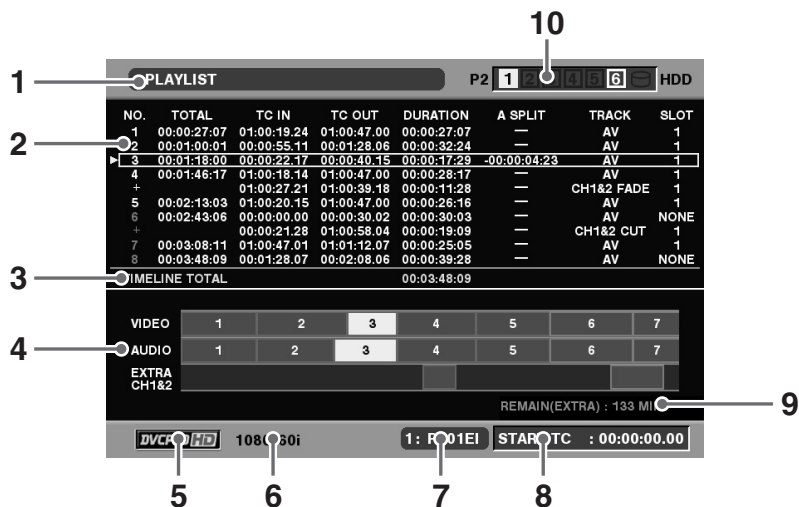 10
1 PLAYLIST P2 1 2 4 5 6 HDD
NO. TOTAL TC IN TC OUT DURATION A SPLIT TRACK SLOT
1 00:00:27:07 01:00:19.24 01:00:47.00 00:00:27:07 — AV 1
2
2 00:01:00:01 00:00:55.11 00:01:28.06 00:00:32:24 — AV 1
3 00:01:18:00 00:00:22.17 00:00:40.15 00:00:17:29 -00:00:04:23 AV 1
4 00:01:46:17 01:00:18.14 01:00:47.00 00:00:28:17 — AV 1
+ 01:00:27.21 01:00:39.18 00:00:11:28 — CH1&2 FADE 1
5 00:02:13:03 01:00:20.15 01:00:47.00 00:00:26:16 — AV 1
6 00:02:43:06 00:00:00.00 00:00:30.02 00:00:30:03 — AV NONE
+ 00:00:21.28 01:00:58.04 00:00:19:09 — CH1&2 CUT 1
7 00:03:08:11 01:00:47.01 01:01:12.07 00:00:25:05 — AV 1
8 00:03:48:09 00:01:28.07 00:02:08.06 00:00:39:28 — AV NONE
3 TIMELINE TOTAL 00:03:48:09
VIDEO 1 2 3 4 5 6 7
4 AUDIO 1 2 3 4 5 6 7
EXTRA
CH1&2
REMAIN(EXTRA) : 133 9
HD 1: START TC : 00:00:00.00
5 6 7 8